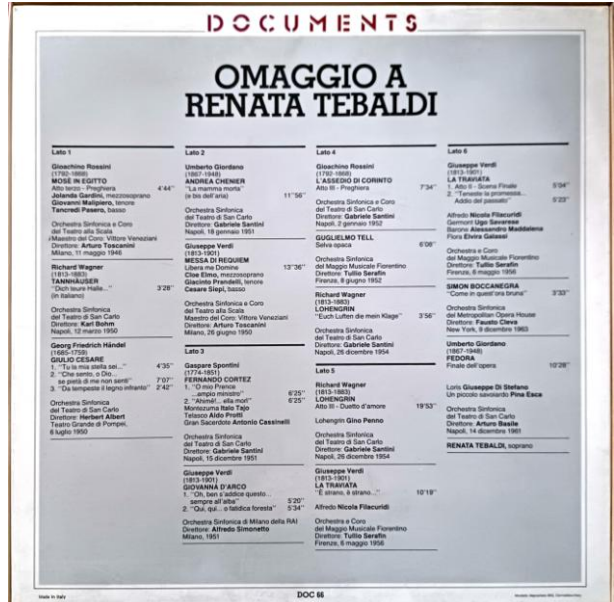 DOCUMENTS
OMAGGIO A
RENATA TEBALDI
Lato 1
Gioachino Rossini
(1792-1868)
MOSÈ IN EGITTO
Atto terzo - Preghiera 4'44"
Jolanda Gardini, mezzosoprano
Giovanni Malipiero, tenore
Tancredi Pasero, basso
Orchestra Sinfonica e Coro
del Teatro alla Scala
Maestro del Coro: Vittore Veneziani
Direttore: Arturo Toscanini
Milano, 11 maggio 1946
Richard Wagner
(1813-1883)
TANNHÄUSER
"Dich teure Halle..." 3'28"
(in italiano)
Orchestra Sinfonica
del Teatro di San Carlo
Direttore: Karl Bohm
Napoli, 12 marzo 1950
Georg Friedrich Händel
(1685-1759)
GIULIO CESARE
1. "Tu la mia stella sei..." 4'35"
2. "Che sento, o Dio...
se pietà di me non senti" 7'07"
3. "Da tempeste il legno infranto" 2'42"
Orchestra Sinfonica
del Teatro di San Carlo
Direttore: Herbert Albert
Teatro Grande di Pompei,
6 luglio 1950
Lato 2
Umberto Giordano
(1867-1948)
ANDREA CHENIER
"La mamma morta"
(e bis dell'aria) 11'56"
Orchestra Sinfonica
del Teatro di San Carlo
Direttore: Gabriele Santini
Napoli, 18 gennaio 1951
Giuseppe Verdi
(1813-1901)
MESSA DI REQUIEM
Libera me Domine 13'36"
Cloe Elmo, mezzosoprano
Giacinto Prandelli, tenore
Cesare Siepi, basso
Orchestra Sinfonica e Coro
del Teatro alla Scala
Maestro del Coro: Vittore Veneziani
Direttore: Arturo Toscanini
Milano, 26 giugno 1950
Lato 3
Gaspare Spontini
(1774-1851)
FERNANDO CORTEZ
1. "O mio Prence
...ampio ministro" 6'25"
2. "Ahimè!... ella morì" 6'25"
Montezuma Italo Tajo
Telasco Aldo Protti
Gran Sacerdote Antonio Cassinelli
Orchestra Sinfonica
del Teatro di San Carlo
Direttore: Gabriele Santini
Napoli, 15 dicembre 1951
Giuseppe Verdi
(1813-1901)
GIOVANNA D'ARCO
1. "Oh, ben s'addice questo...
sempre all'alba" 5'20"
2. "Qui, qui... o fatidica foresta" 5'34"
Orchestra Sinfonica di Milano della RAI
Direttore: Alfredo Simonetto
Milano, 1951
Lato 4
Gioachino Rossini
(1792-1868)
L'ASSEDIO DI CORINTO
Atto III - Preghiera 7'34"
Orchestra Sinfonica e Coro
del Teatro di San Carlo
Direttore: Gabriele Santini
Napoli, 2 gennaio 1952
GUGLIELMO TELL
Selva opaca 6'08"
Orchestra Sinfonica
del Maggio Musicale Fiorentino
Direttore: Tullio Serafin
Firenze, 6 giugno 1952
Richard Wagner
(1813-1883)
LOHENGRIN
"Euch Luften die mein Klage" 3'56"
Orchestra Sinfonica
del Teatro di San Carlo
Direttore: Gabriele Santini
Napoli, 26 dicembre 1954
Lato 5
Richard Wagner
(1813-1883)
LOHENGRIN
Atto III - Duetto d'amore 19'53"
Lohengrin Gino Penno
Orchestra Sinfonica
del Teatro di San Carlo
Direttore: Gabriele Santini
Napoli, 26 dicembre 1954
Giuseppe Verdi
(1813-1901)
LA TRAVIATA
"È strano, è strano..." 10'19"
Alfredo Nicola Filacuridi
Orchestra e Coro
del Maggio Musicale Fiorentino
Direttore: Tullio Serafin
Firenze, 6 maggio 1956
Lato 6
Giuseppe Verdi
(1813-1901)
LA TRAVIATA
1. Atto II - Scena Finale 5'04"
2. "Teneste la promessa...
Addio del passato" 5'23"
Alfredo Nicola Filacuridi
Germont Ugo Savarese
Barone Alessandro Maddalena
Flora Elvira Galassi
Orchestra e Coro
del Maggio Musicale Fiorentino
Direttore: Tullio Serafin
Firenze, 6 maggio 1956
SIMON BOCCANEGRA
"Come in quest'ora bruna" 3'33"
Orchestra Sinfonica
del Metropolitan Opera House
Direttore: Fausto Cleva
New York, 9 dicembre 1963
Umberto Giordano
(1867-1948)
FEDORA
Finale dell'opera 10'28"
Loris Giuseppe Di Stefano
Un piccolo savoiardo Pina Esca
Orchestra Sinfonica
del Teatro di San Carlo
Direttore: Arturo Basile
Napoli, 14 dicembre 1961
RENATA TEBALDI, soprano
Made in Italy
DOC 66